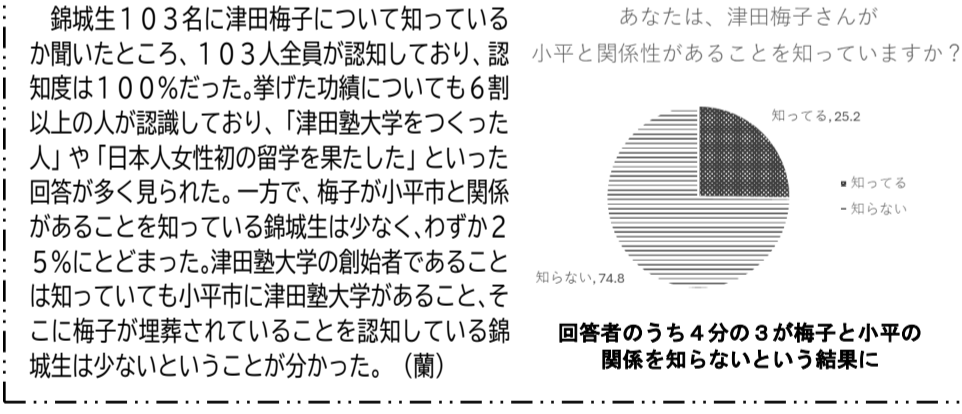 錦城生１０３名に津田梅子について知っている
か聞いたところ、１０３人全員が認知しており、認
知度は１００％だった。挙げた功績についても６割
以上の人が認識しており、「津田塾大学をつくった
人」や「日本人女性初の留学を果たした」といった
回答が多く見られた。一方で、梅子が小平市と関係
があることを知っている錦城生は少なく、わずか２
５％にとどまった。津田塾大学の創始者であること
は知っていても小平市に津田塾大学があること、そ
こに梅子が埋葬されていることを認知している錦
城生は少ないということが分かった。（蘭）
あなたは、津田梅子さんが
小平と関係性があることを知っていますか？
知ってる, 25.2
知ってる
知らない
知らない, 74.8
回答者のうち４分の３が梅子と小平の
関係を知らないという結果に